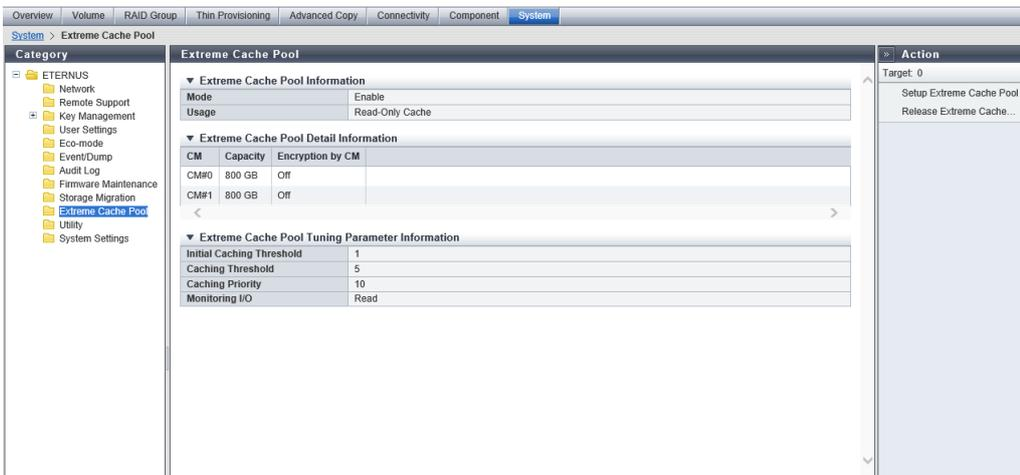 Overview Volume RAID Group Thin Provisioning Advanced Copy Connectivity Component System
System > Extreme Cache Pool
Category
ETERNUS
Network
Remote Support
Key Management
User Settings
Eco-mode
Event/Dump
Audit Log
Firmware Maintenance
Storage Migration
Extreme Cache Pool
Utility
System Settings
Extreme Cache Pool
▼ Extreme Cache Pool Information
Mode Enable
Usage Read-Only Cache
▼ Extreme Cache Pool Detail Information
CM Capacity Encryption by CM
CM#0 800 GB Off
CM#1 800 GB Off
▼ Extreme Cache Pool Tuning Parameter Information
Initial Caching Threshold 1
Caching Threshold 5
Caching Priority 10
Monitoring I/O Read
» Action
Target: 0
Setup Extreme Cache Pool
Release Extreme Cache...